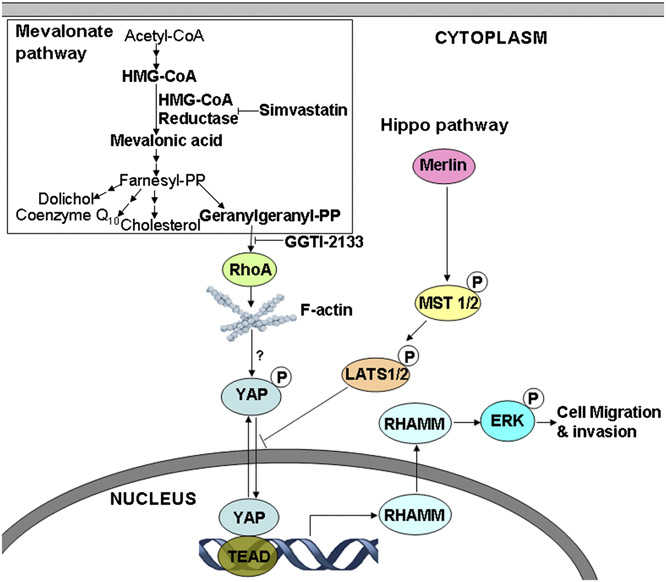 Mevalonate
pathway
Acetyl-CoA
HMG-CoA
HMG-CoA
Reductase
Simvastatin
Mevalonic acid
Farnesyl-PP
Dolichol
Coenzyme Q10
Cholesterol
Geranylgeranyl-PP
GGTI-2133
RhoA
F-actin
?
P
YAP
CYTOPLASM
Hippo pathway
Merlin
P
MST 1/2
P
LATS1/2
RHAMM
P
ERK
Cell Migration
& invasion
NUCLEUS
YAP
TEAD
RHAMM